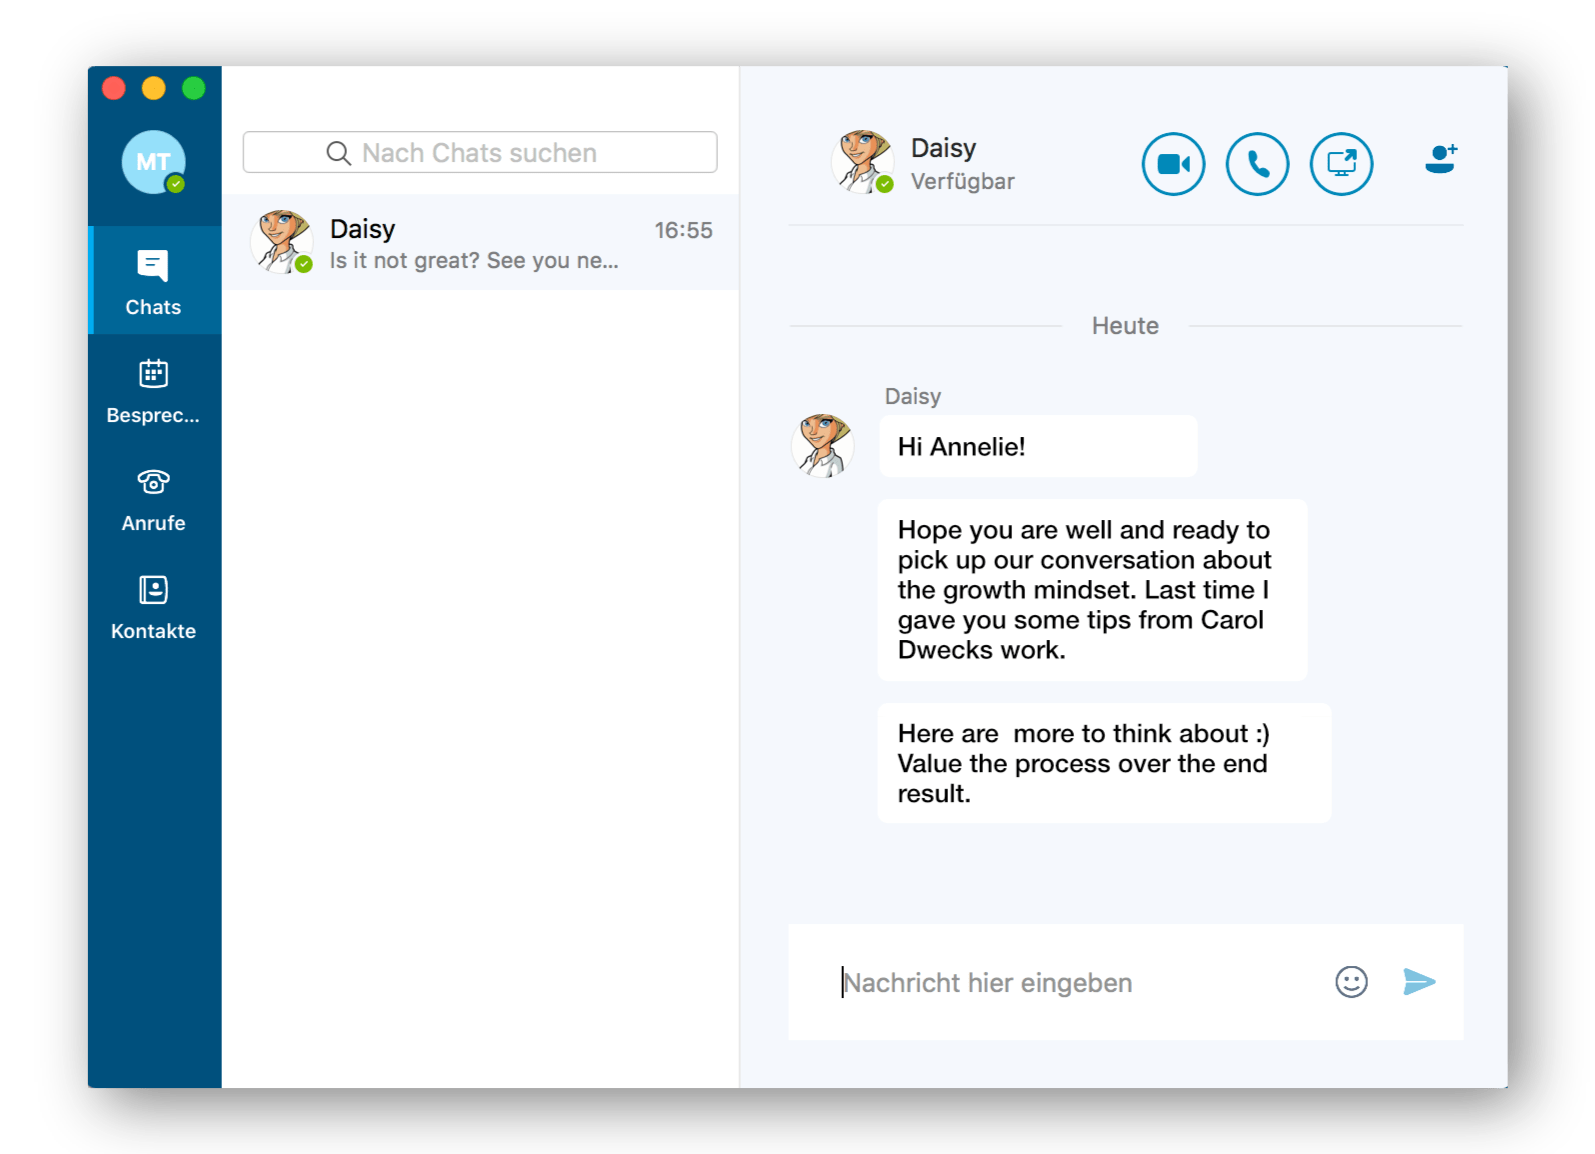 MT
Chats
Besprec...
Anrufe
Kontakte
Nach Chats suchen
Daisy
16:55
Is it not great? See you ne...
Daisy
Verfügbar
Heute
Daisy
Hi Annelie!
Hope you are well and ready to
pick up our conversation about
the growth mindset. Last time I
gave you some tips from Carol
Dwecks work.
Here are  more to think about :)
Value the process over the end
result.
Nachricht hier eingeben